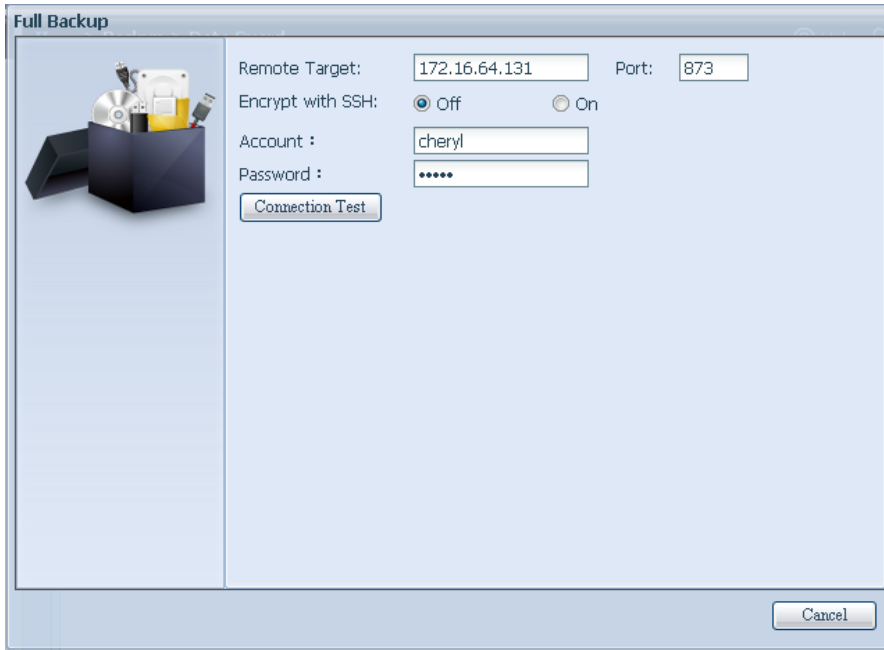 Full Backup
Remote Target: 172.16.64.131 Port: 873
Encrypt with SSH: Off On
Account : cheryl
Password : •••••
Connection Test
Cancel